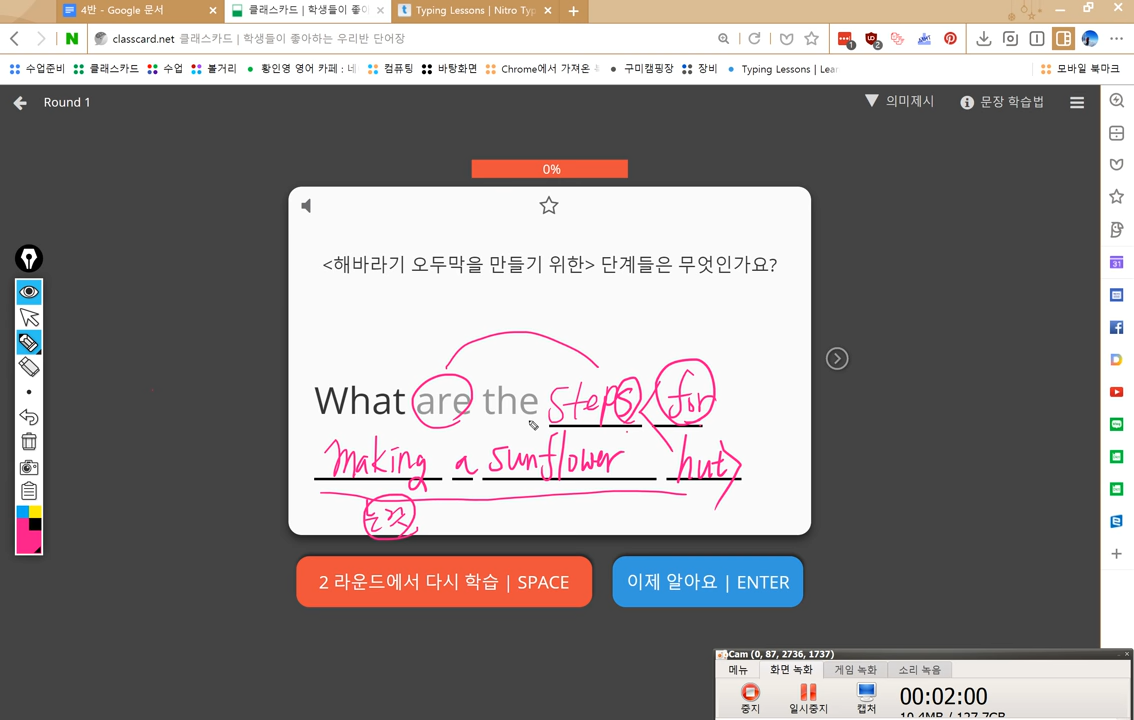 4반 - Google 문서
클래스카드 | 학생들이 좋아
Typing Lessons | Nitro Typ
classcard.net 클래스카드 | 학생들이 좋아하는 우리반 단어장
수업준비 클래스카드 수업 볼거리 황인영 영어 카페 : 네 컴퓨팅 바탕화면 Chrome에서 가져온 구미캠핑장 장비 Typing Lessons | Lear 모바일 북마크
Round 1
의미제시
문장 학습법
0%
<해바라기 오두막을 만들기 위한> 단계들은 무엇인가요?
What are the steps for
making a sunflower hut
는 것
2 라운드에서 다시 학습 | SPACE
이제 알아요 | ENTER
Cam (0, 87, 2736, 1737)
메뉴 화면 녹화 게임 녹화 소리 녹음
중지 일시중지 캡처
00:02:00
10.4MB / 127.7GB